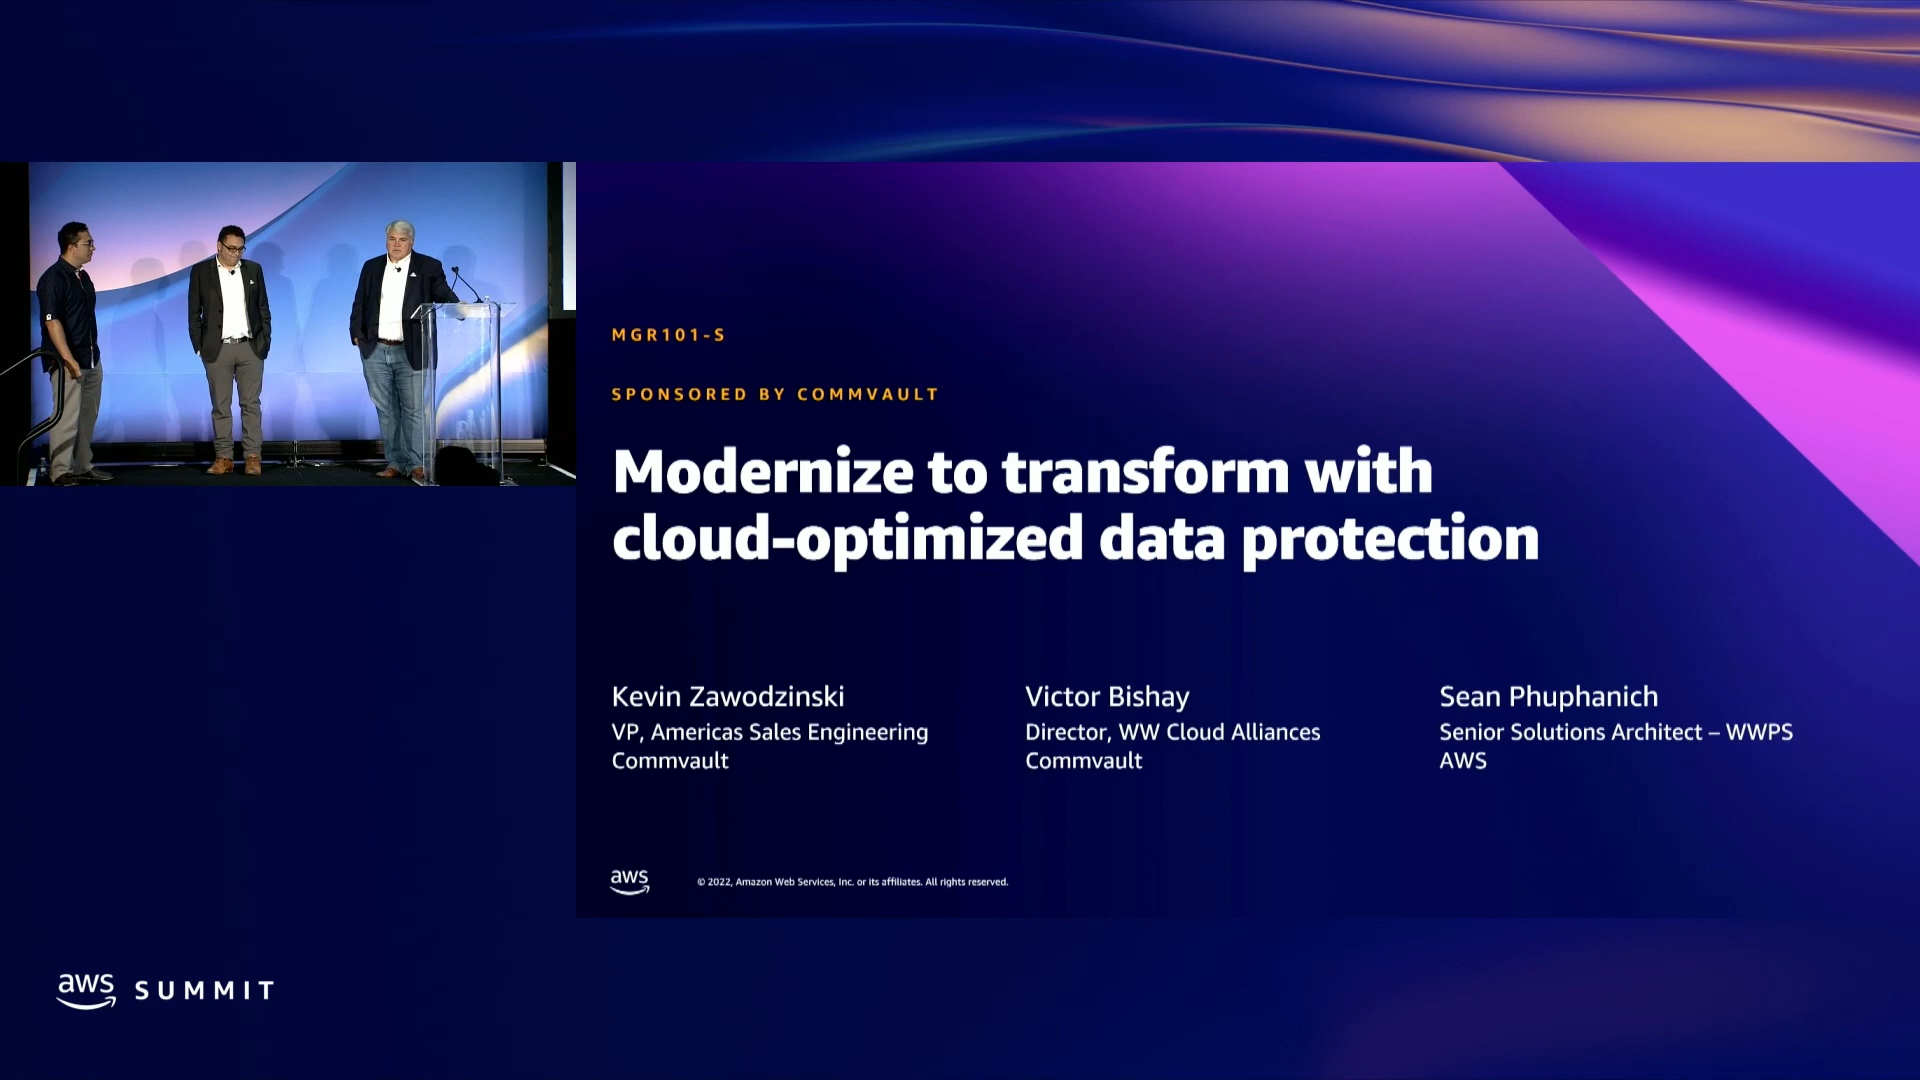 MGR101-S
SPONSORED BY COMMVAULT
Modernize to transform with
cloud-optimized data protection
Kevin Zawodzinski
VP, Americas Sales Engineering
Commvault
Victor Bishay
Director, WW Cloud Alliances
Commvault
Sean Phuphanich
Senior Solutions Architect – WWPS
AWS
aws
© 2022, Amazon Web Services, Inc. or its affiliates. All rights reserved.
aws SUMMIT